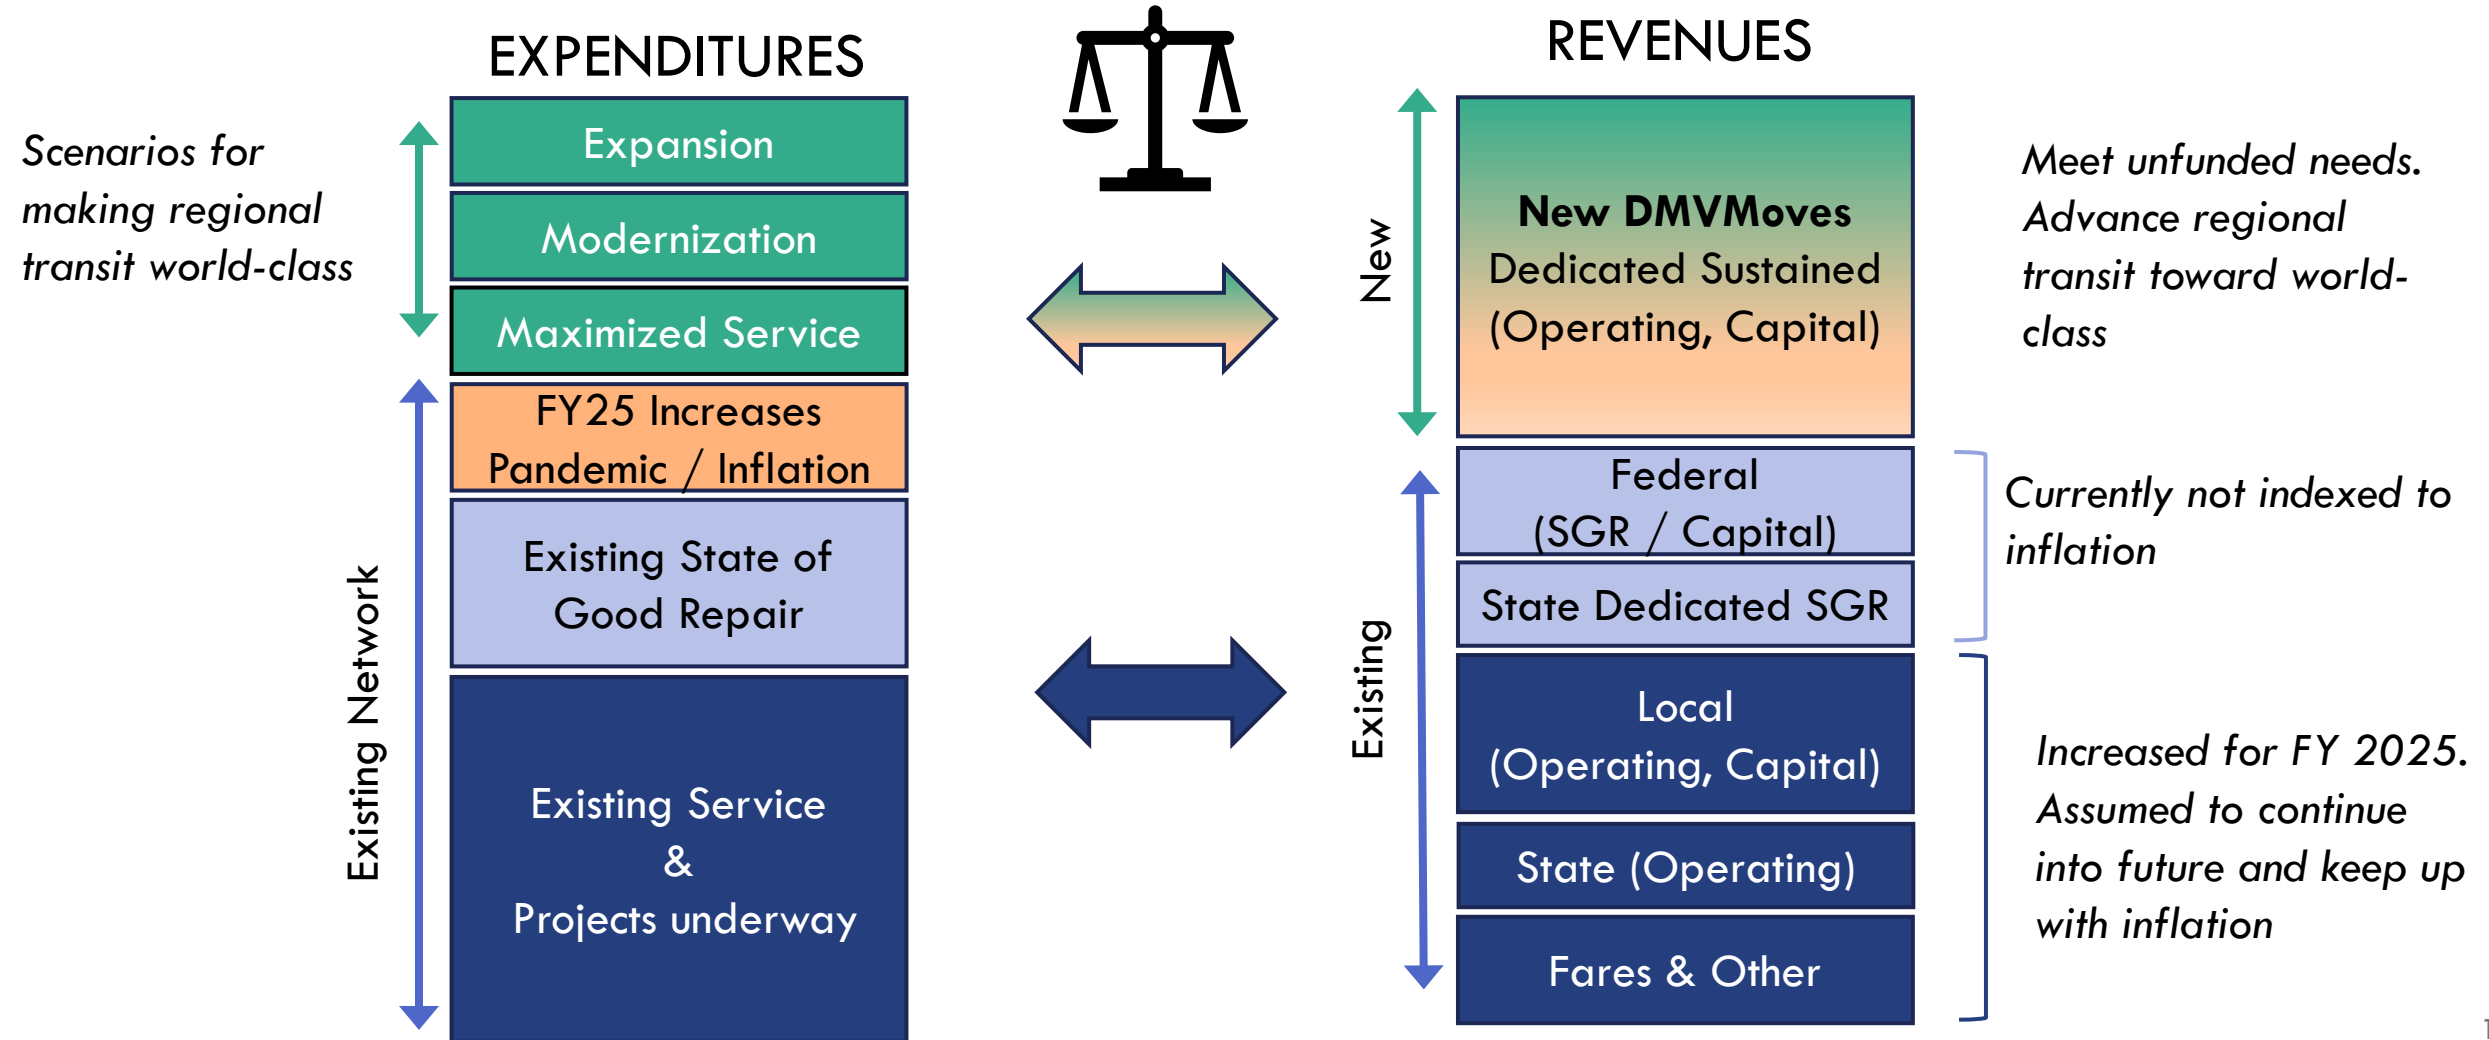 EXPENDITURES
Scenarios for
making regional
transit world-class
Expansion
Modernization
Maximized Service
FY25 Increases
Pandemic / Inflation
Existing State of
Good Repair
Existing Service
&
Projects underway
Existing Network
REVENUES
New
New DMVMoves
Dedicated Sustained
(Operating, Capital)
Meet unfunded needs.
Advance regional
transit toward world-
class
Existing
Federal
(SGR / Capital)
State Dedicated SGR
Currently not indexed to
inflation
Local
(Operating, Capital)
State (Operating)
Fares & Other
Increased for FY 2025.
Assumed to continue
into future and keep up
with inflation